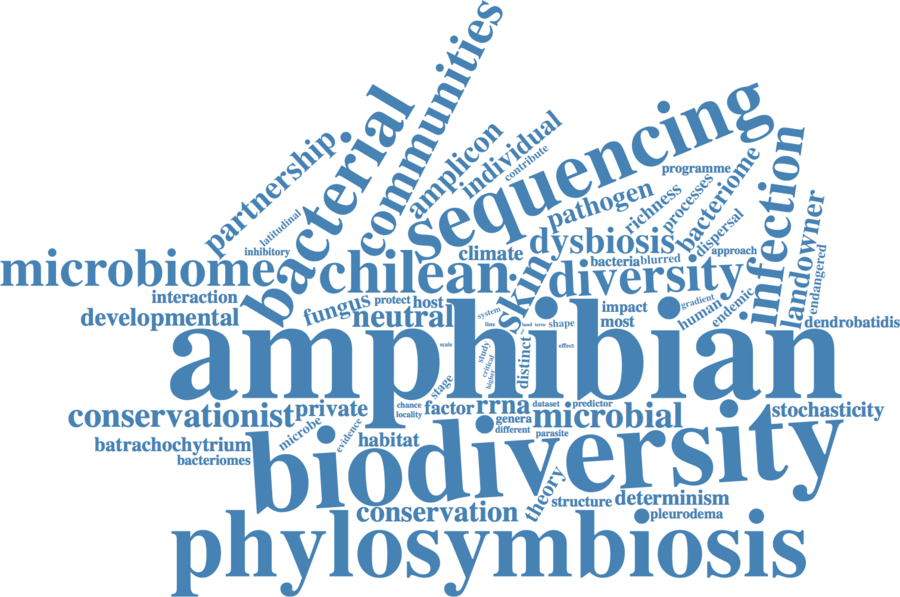 communities
bacterial
sequencing
partnership
amplicon
individual
contribute
latitudinal
inhibitory
programme
pathogen
richness
processes
bacteriome
infection
landowner
endangered
microbiome
chilean
climate
dysbiosis
dispersal
approach
bacteria
blurred
skin
diversity
interaction
developmental
fungus
protect
host
neutral
system
line
band
term
shape
impact
most
gradient
human
endemic
dendrobatidis
amphibian
scale
study
critical
higher
distinct
effect
stage
conservationist
private
chance
locality
factor
rrna
dataset
predictor
genera
different
microbial
parasite
stochasticity
batrachochytrium
bacteriomes
microbe
evidence
habitat
biodiversity
conservation
theory
structure
determinism
pleurodema
phylosymbiosis